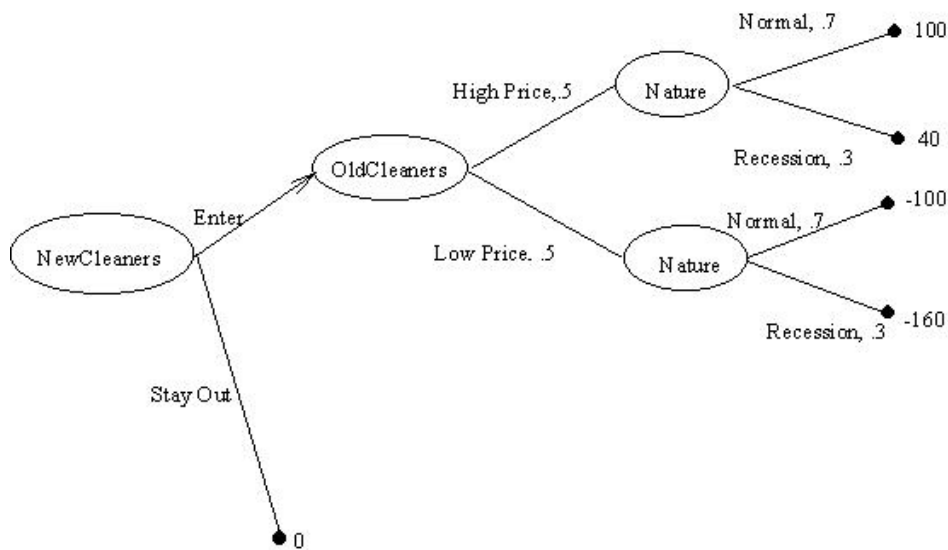 Normal, .7
100
High Price,.5
Nature
40
OldCleaners
Recession, .3
-100
Enter
Normal, .7
NewCleaners
Low Price. .5
Nature
-160
Recession, .3
Stay Out
0